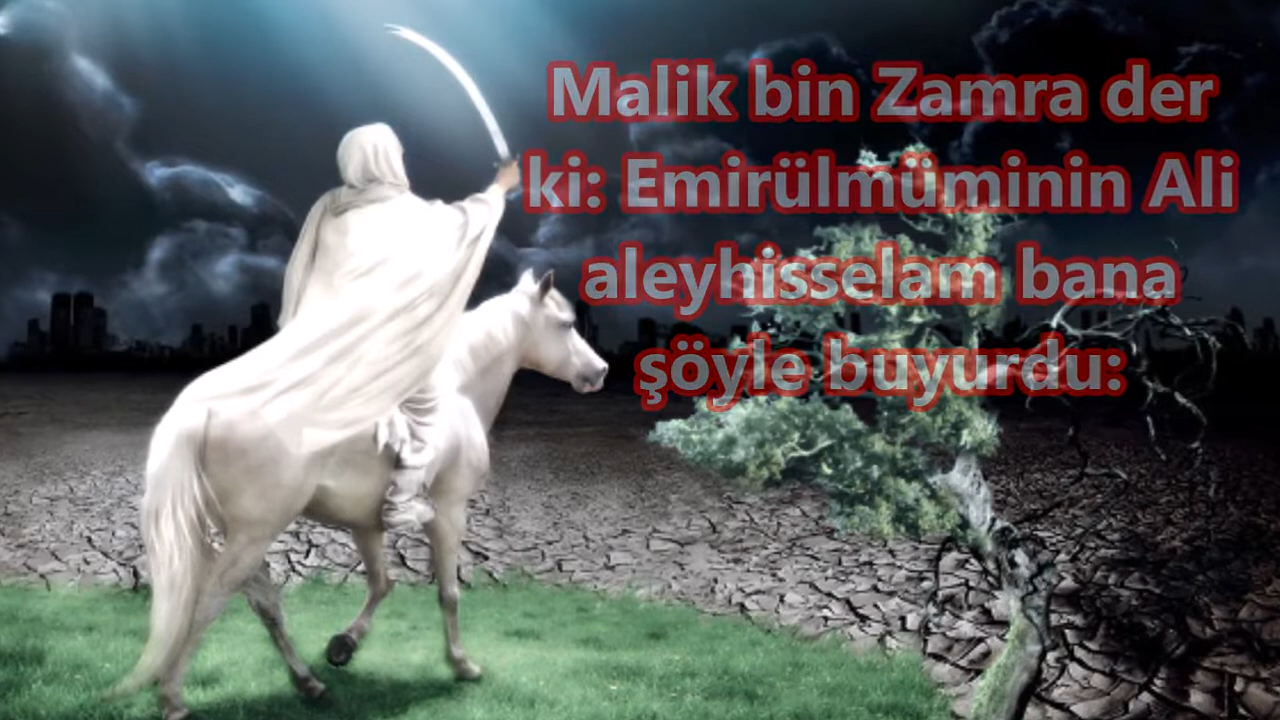 Malik bin Zamra der
ki: Emirülmüminin Ali
aleyhisselam bana
şöyle buyurdu: